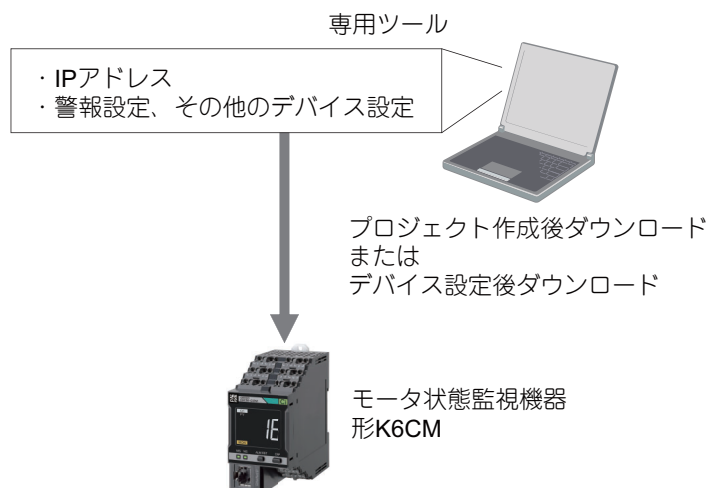 専用ツール
・IPアドレス
・警報設定、その他のデバイス設定
プロジェクト作成後ダウンロード
または
デバイス設定後ダウンロード
モータ状態監視機器
形K6CM